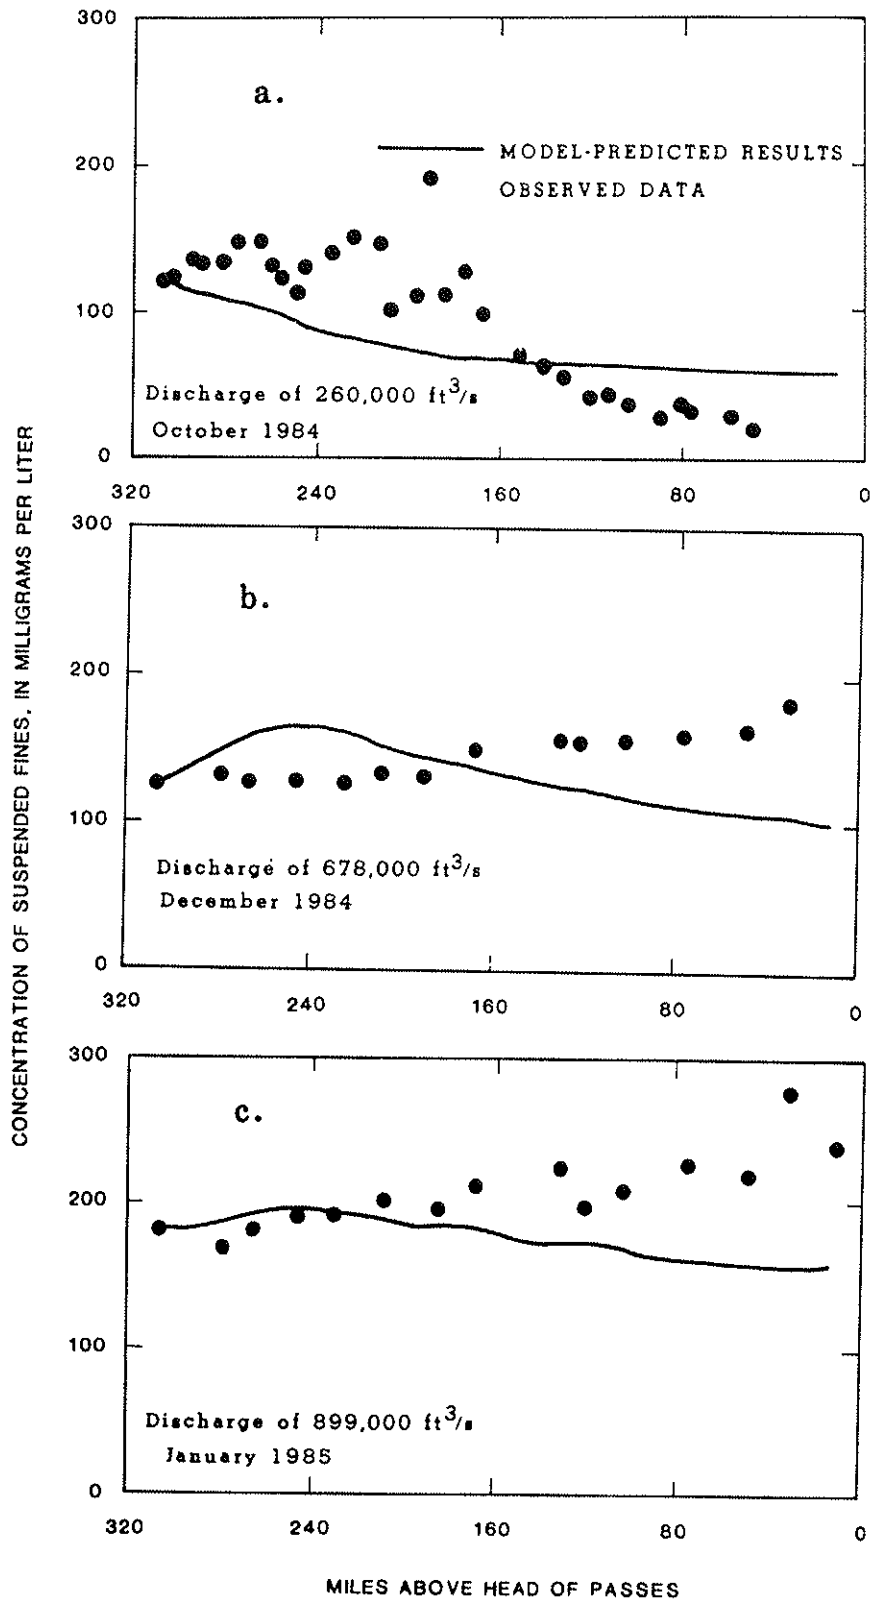 CONCENTRATION OF SUSPENDED FINES, IN MILLIGRAMS PER LITER
300
a.
MODEL-PREDICTED RESULTS
200
OBSERVED DATA
100
Discharge of 260,000 ft³/s
October 1984
0
320 240 160 80 0
300
b.
200
100
Discharge of 678,000 ft³/s
December 1984
0
320 240 160 80 0
300
c.
200
100
Discharge of 899,000 ft³/s
January 1985
0
320 240 160 80 0
MILES ABOVE HEAD OF PASSES